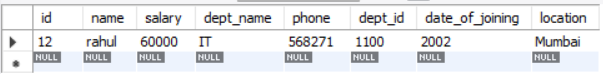 id name salary dept_name phone dept_id date_of_joining location
12 rahul 60000 IT 568271 1100 2002 Mumbai
NULL NULL NULL NULL NULL NULL NULL NULL